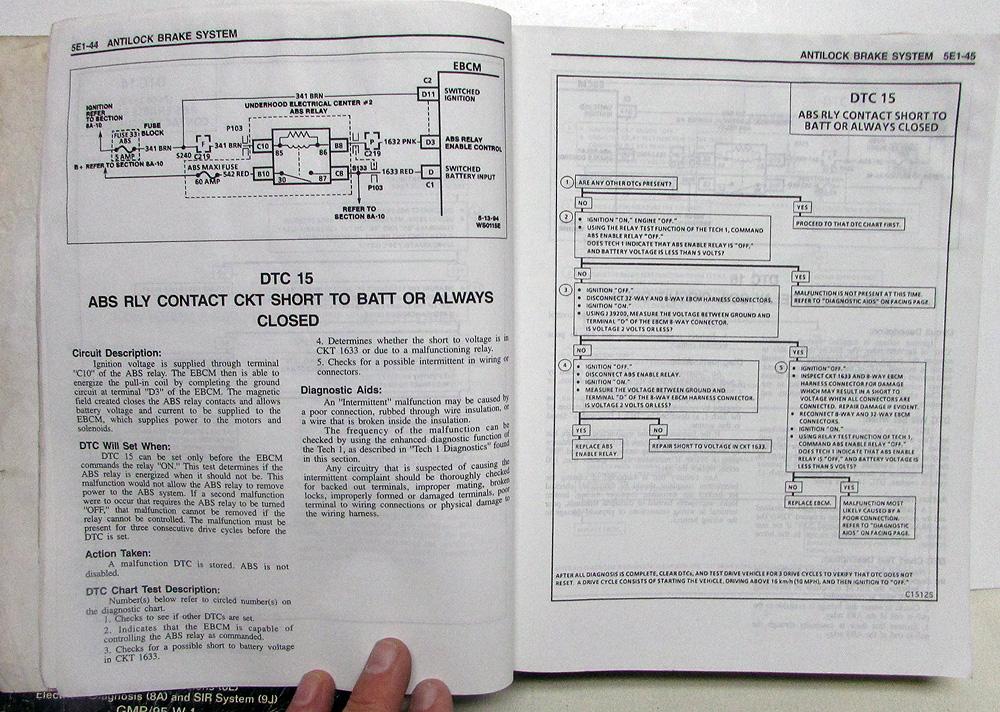 5E1-44 ANTILOCK BRAKE SYSTEM
EBCM
C2
341 BRN
D11
SWITCHED
IGNITION
UNDERHOOD ELECTRICAL CENTER #2
ABS RELAY
IGNITION
REFER
TO SECTION
8A-10
FUSE 33
ABS
5 AMP
FUSE
BLOCK
341 BRN
S240
F
C219
341 BRN
P103
C10
85
86
B8
F
C219
1632 PNK
D3
ABS RELAY
ENABLE CONTROL
B+ REFER TO SECTION 8A-10
ABS MAXI FUSE
60 AMP
542 RED
B10
30
87
C8
S133
P103
1633 RED
D
C1
SWITCHED
BATTERY INPUT
REFER TO
SECTION 8A-10
5-13-94
WS0115E
DTC 15
ABS RLY CONTACT CKT SHORT TO BATT OR ALWAYS
CLOSED
Circuit Description:
Ignition voltage is supplied through terminal
"C10" of the ABS relay. The EBCM then is able to
energize the pull-in coil by completing the ground
circuit at terminal "D3" of the EBCM. The magnetic
field created closes the ABS relay contacts and allows
battery voltage and current to be supplied to the
EBCM, which supplies power to the motors and
solenoids.
DTC Will Set When:
DTC 15 can be set only before the EBCM
commands the relay "ON." This test determines if the
ABS relay is energized when it should not be. This
malfunction would not allow the ABS relay to remove
power to the ABS system. If a second malfunction
were to occur that requires the ABS relay to be turned
"OFF," that malfunction cannot be removed if the
relay cannot be controlled. The malfunction must be
present for three consecutive drive cycles before the
DTC is set.
Action Taken:
A malfunction DTC is stored. ABS is not
disabled.
DTC Chart Test Description:
Number(s) below refer to circled number(s) on
the diagnostic chart.
1. Checks to see if other DTCs are set.
2. Indicates that the EBCM is capable of
controlling the ABS relay as commanded.
3. Checks for a possible short to battery voltage
in CKT 1633.
4. Determines whether the short to voltage is in
CKT 1633 or due to a malfunctioning relay.
5. Checks for a possible intermittent in wiring or
connectors.
Diagnostic Aids:
An "Intermittent" malfunction may be caused by
a poor connection, rubbed through wire insulation, or
a wire that is broken inside the insulation.
The frequency of the malfunction can be
checked by using the enhanced diagnostic function of
the Tech 1, as described in "Tech 1 Diagnostics" found
in this section.
Any circuitry that is suspected of causing the
intermittent complaint should be thoroughly checked
for backed out terminals, improper mating, broken
locks, improperly formed or damaged terminals, poor
terminal to wiring connections or physical damage to
the wiring harness.
ANTILOCK BRAKE SYSTEM 5E1-45
DTC 15
ABS RLY CONTACT CKT SHORT TO
BATT OR ALWAYS CLOSED
1 ARE ANY OTHER DTCs PRESENT?
NO
YES
PROCEED TO THAT DTC CHART FIRST.
2
• IGNITION "ON," ENGINE "OFF."
• USING THE RELAY TEST FUNCTION OF THE TECH 1, COMMAND
ABS ENABLE RELAY "OFF."
DOES TECH 1 INDICATE THAT ABS ENABLE RELAY IS "OFF,"
AND BATTERY VOLTAGE IS LESS THAN 5 VOLTS?
NO
YES
MALFUNCTION IS NOT PRESENT AT THIS TIME.
REFER TO "DIAGNOSTIC AIDS" ON FACING PAGE.
3
• IGNITION "OFF."
• DISCONNECT 32-WAY AND 8-WAY EBCM HARNESS CONNECTORS.
• IGNITION "ON."
• USING J 39200, MEASURE THE VOLTAGE BETWEEN GROUND AND
TERMINAL "D" OF THE EBCM 8-WAY CONNECTOR.
IS VOLTAGE 2 VOLTS OR LESS?
NO
YES
4
• IGNITION "OFF."
• DISCONNECT ABS ENABLE RELAY.
• IGNITION "ON."
• MEASURE THE VOLTAGE BETWEEN GROUND AND
TERMINAL "D" OF THE EBCM 8-WAY CONNECTOR.
IS VOLTAGE 2 VOLTS OR LESS?
YES
NO
REPLACE ABS
ENABLE RELAY.
REPAIR SHORT TO VOLTAGE IN CKT 1633.
5
• IGNITION "OFF."
• INSPECT CKT 1633 AND 8-WAY EBCM
HARNESS CONNECTOR FOR DAMAGE
WHICH MAY RESULT IN A SHORT TO
VOLTAGE WHEN ALL CONNECTORS ARE
CONNECTED. REPAIR DAMAGE IF EVIDENT.
• RECONNECT 8-WAY AND 32-WAY EBCM
CONNECTORS.
• IGNITION "ON."
• USING RELAY TEST FUNCTION OF TECH 1,
COMMAND ABS ENABLE RELAY "OFF."
DOES TECH 1 INDICATE THAT ABS ENABLE
RELAY IS "OFF," AND BATTERY VOLTAGE IS
LESS THAN 5 VOLTS?
NO
YES
REPLACE EBCM.
MALFUNCTION MOST
LIKELY CAUSED BY A
POOR CONNECTION.
REFER TO "DIAGNOSTIC
AIDS" ON FACING PAGE.
AFTER ALL DIAGNOSIS IS COMPLETE, CLEAR DTCs, AND TEST DRIVE VEHICLE FOR 3 DRIVE CYCLES TO VERIFY THAT DTC DOES NOT
RESET. A DRIVE CYCLE CONSISTS OF STARTING THE VEHICLE, DRIVING ABOVE 16 km/h (10 MPH), AND THEN IGNITION TO "OFF."
C15125
Diagnosis (8A) and SIR System (9J)
GMP/95-W-1